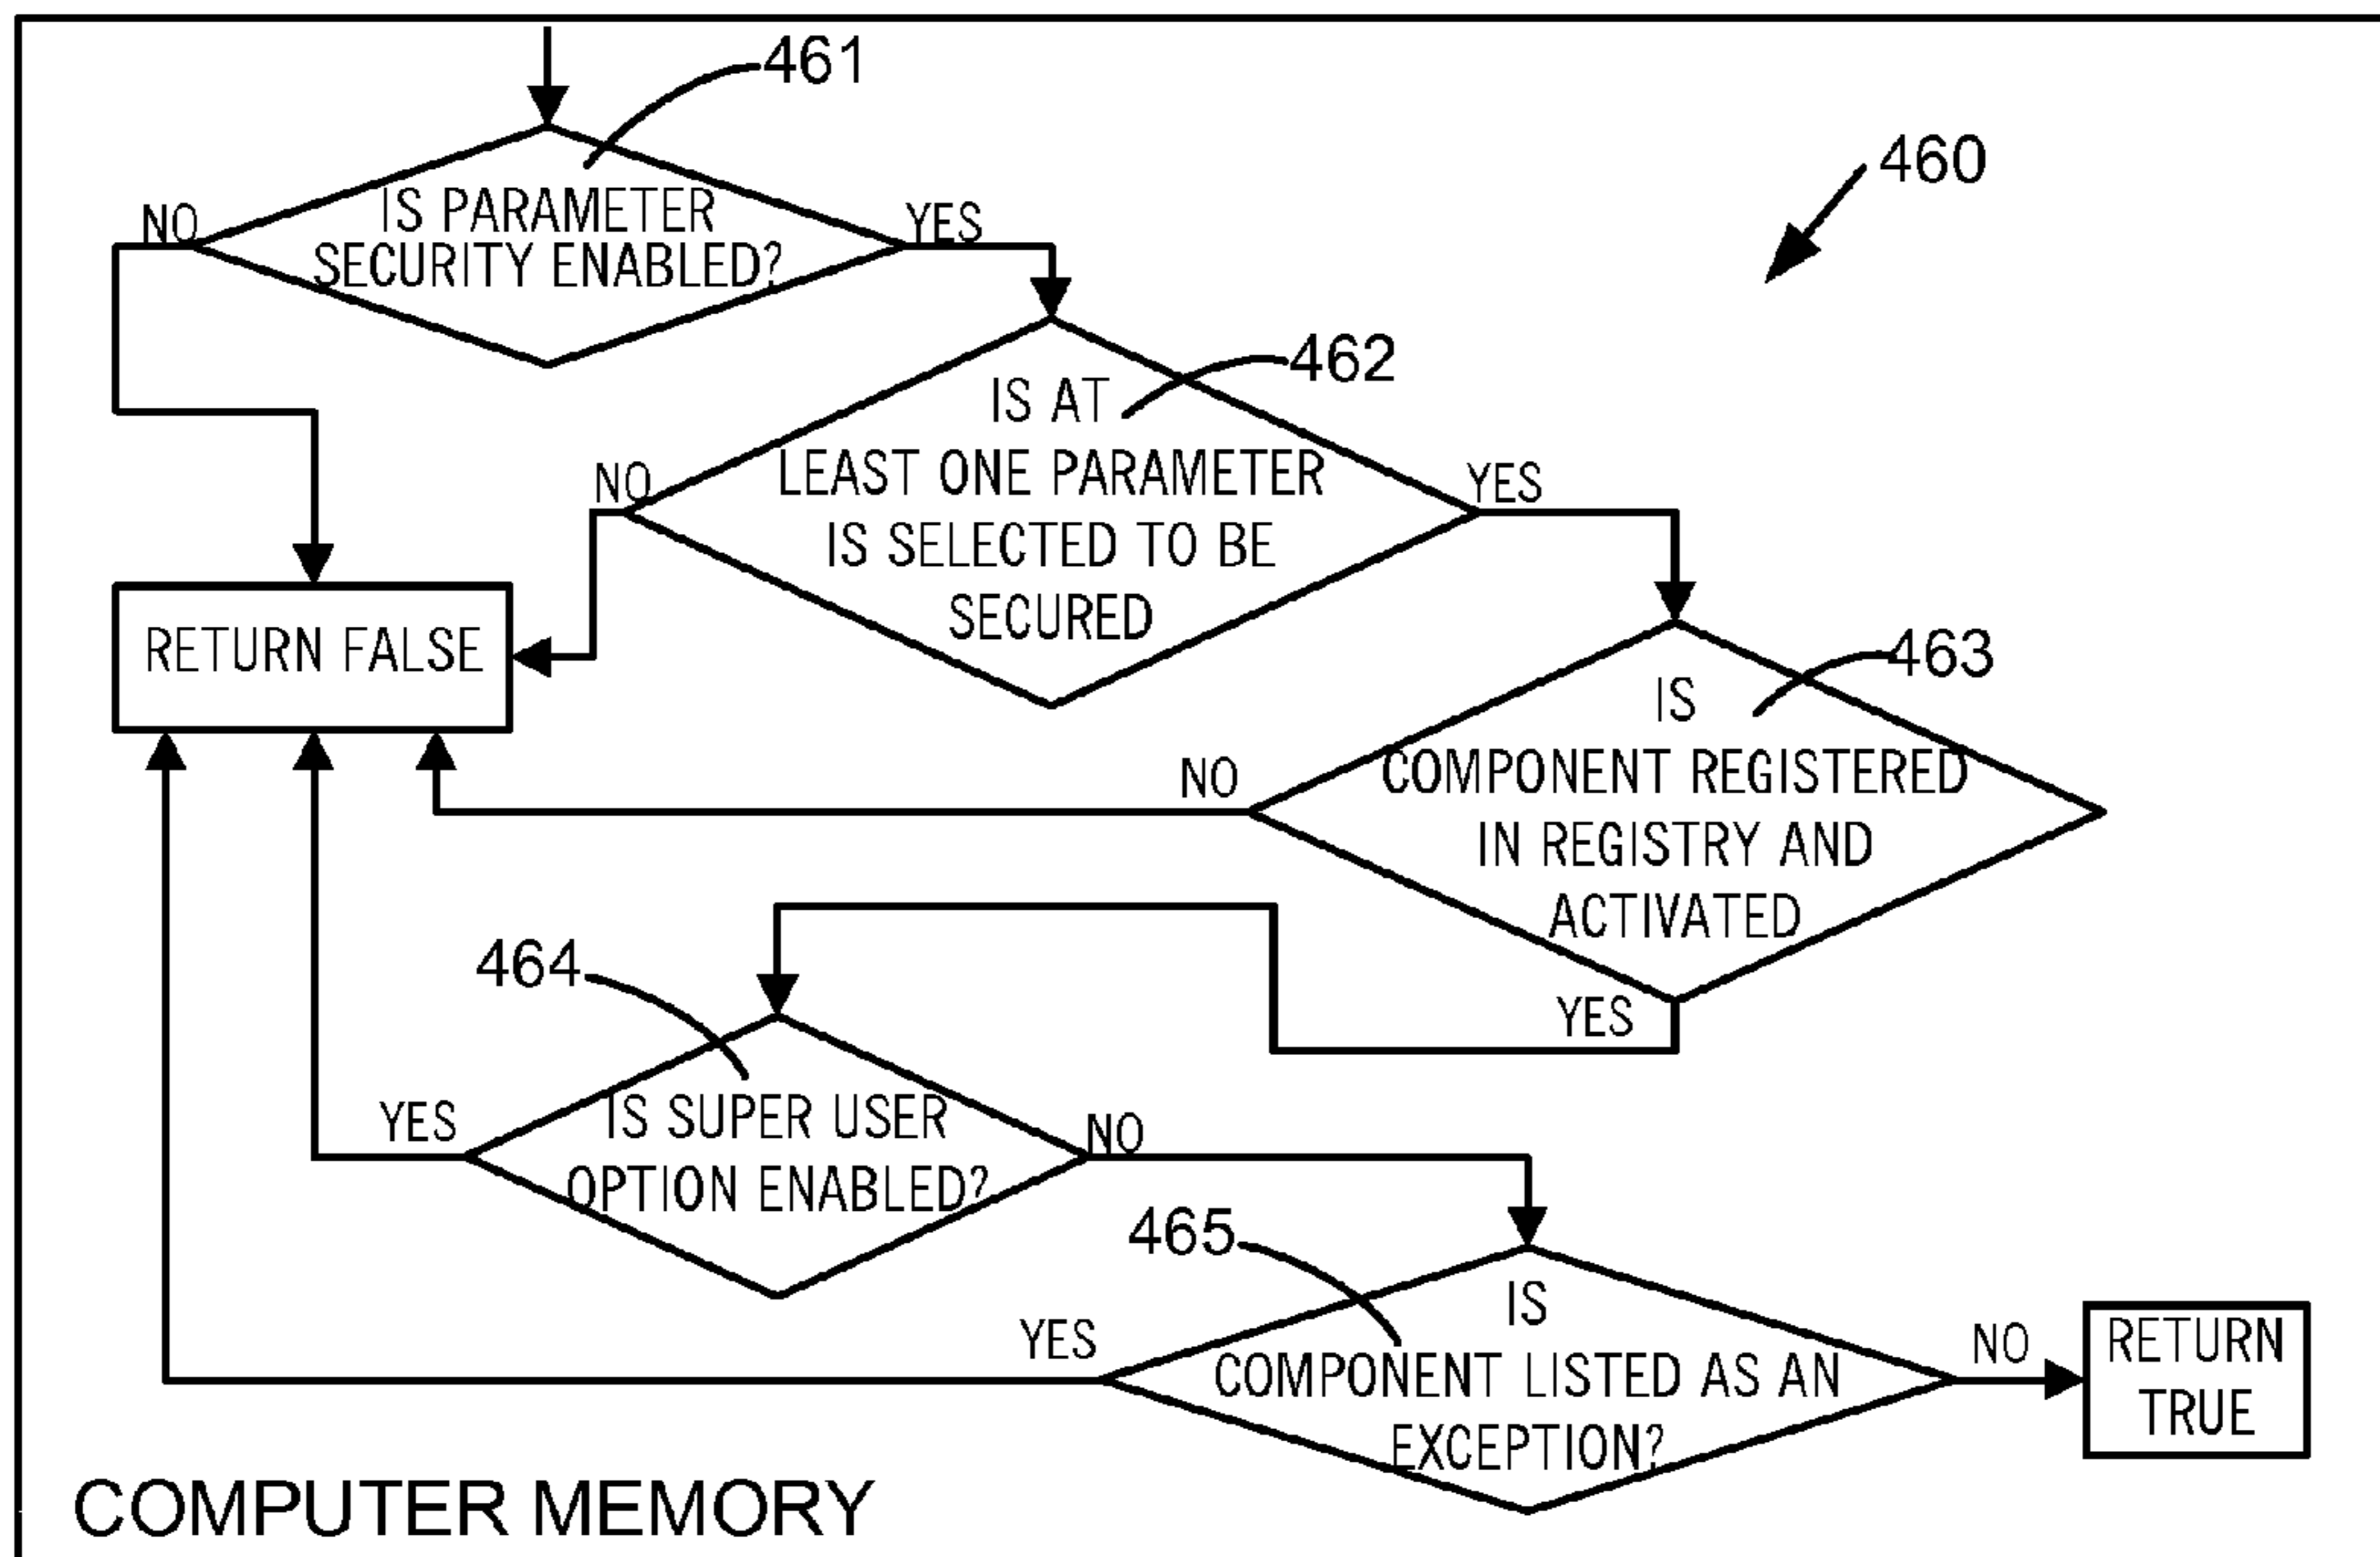 461
460
IS PARAMETER
SECURITY ENABLED?
NO
YES
462
IS AT
LEAST ONE PARAMETER
IS SELECTED TO BE
SECURED
NO
YES
RETURN FALSE
463
IS
COMPONENT REGISTERED
IN REGISTRY AND
ACTIVATED
NO
YES
464
IS SUPER USER
OPTION ENABLED?
YES
NO
465
IS
COMPONENT LISTED AS AN
EXCEPTION?
YES
NO
RETURN
TRUE
COMPUTER MEMORY